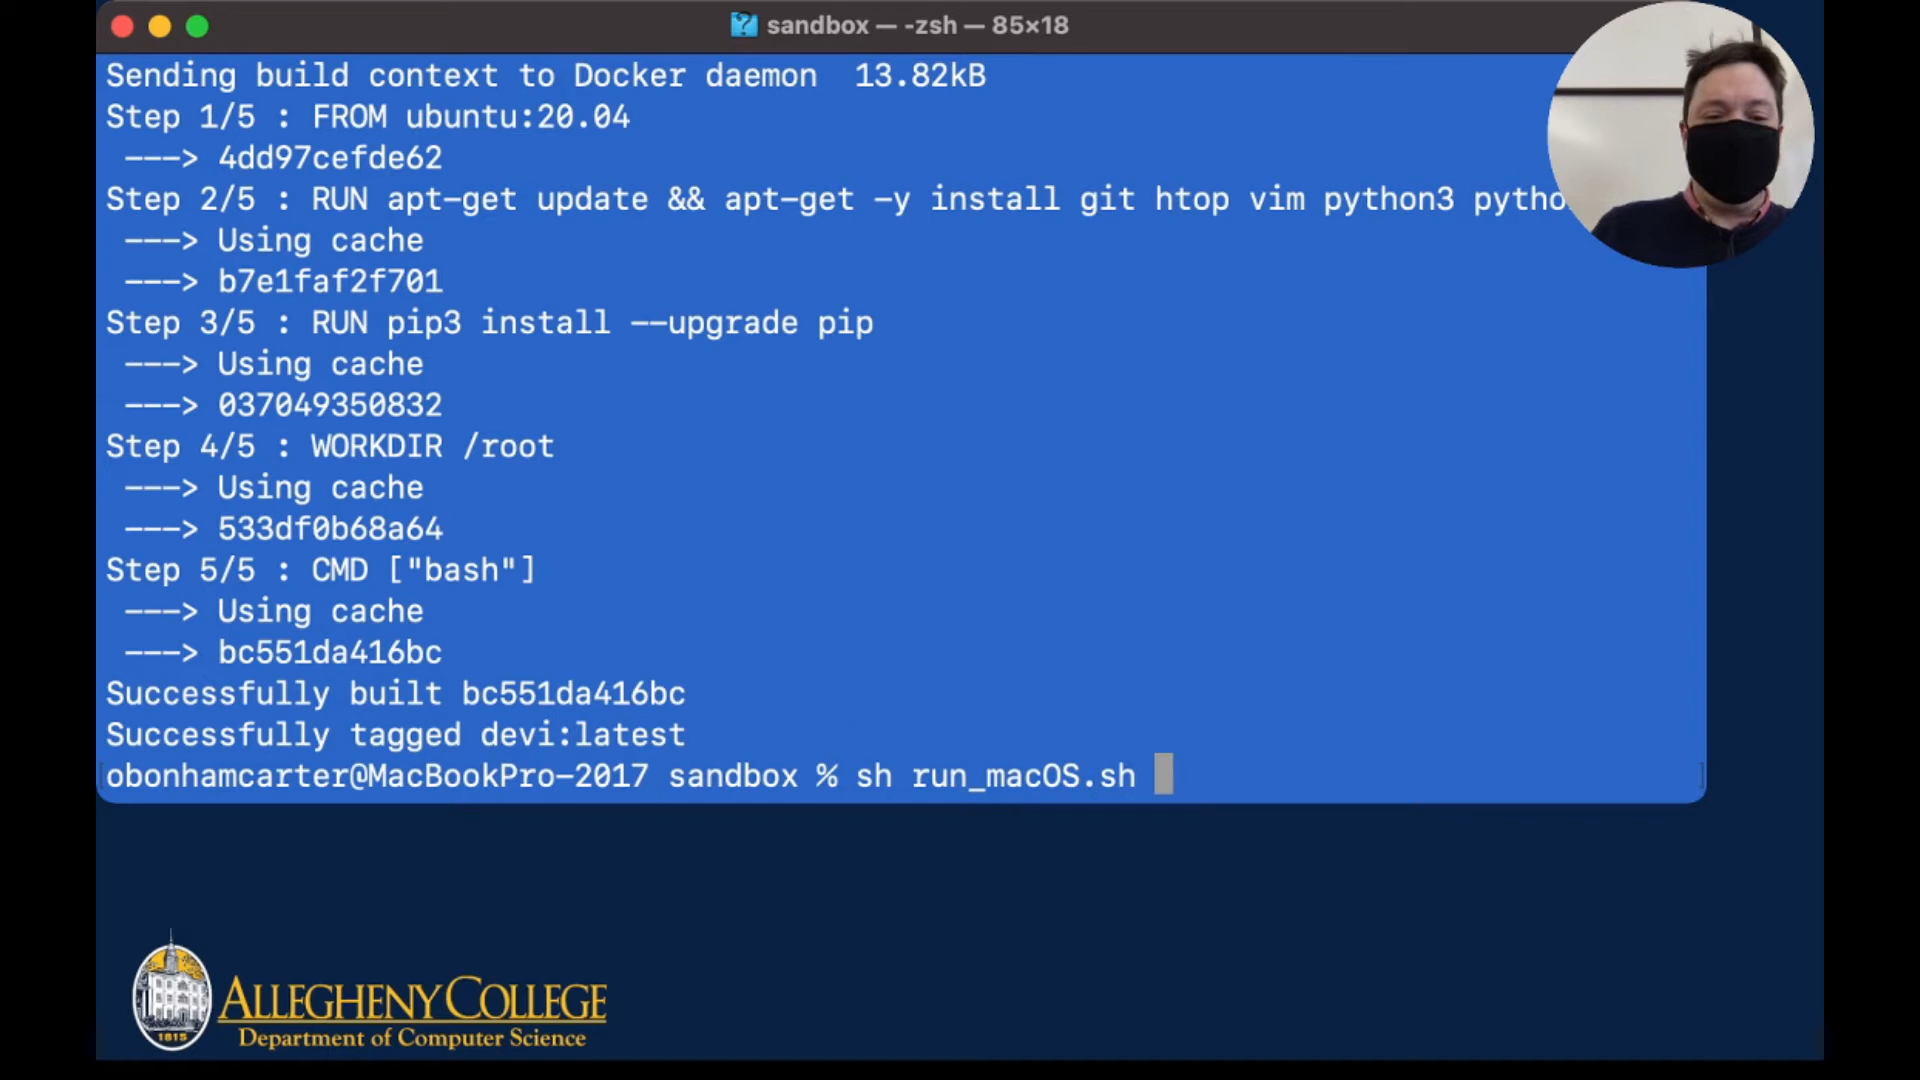 sandbox — -zsh — 85×18
Sending build context to Docker daemon  13.82kB
Step 1/5 : FROM ubuntu:20.04
 ---> 4dd97cefde62
Step 2/5 : RUN apt-get update && apt-get -y install git htop vim python3 pytho
 ---> Using cache
 ---> b7e1faf2f701
Step 3/5 : RUN pip3 install --upgrade pip
 ---> Using cache
 ---> 037049350832
Step 4/5 : WORKDIR /root
 ---> Using cache
 ---> 533df0b68a64
Step 5/5 : CMD ["bash"]
 ---> Using cache
 ---> bc551da416bc
Successfully built bc551da416bc
Successfully tagged devi:latest
obonhamcarter@MacBookPro-2017 sandbox % sh run_macOS.sh
1815
ALLEGHENY COLLEGE
Department of Computer Science